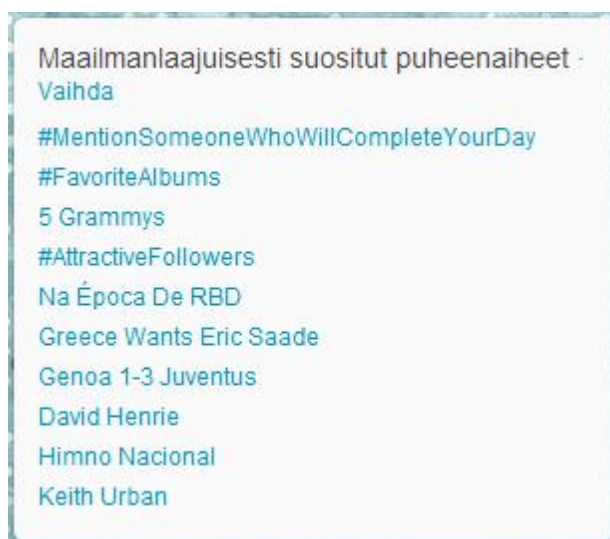 Maailmanlaajuisesti suositut puheenaiheet ·
Vaihda
#MentionSomeoneWhoWillCompleteYourDay
#FavoriteAlbums
5 Grammys
#AttractiveFollowers
Na Época De RBD
Greece Wants Eric Saade
Genoa 1-3 Juventus
David Henrie
Himno Nacional
Keith Urban